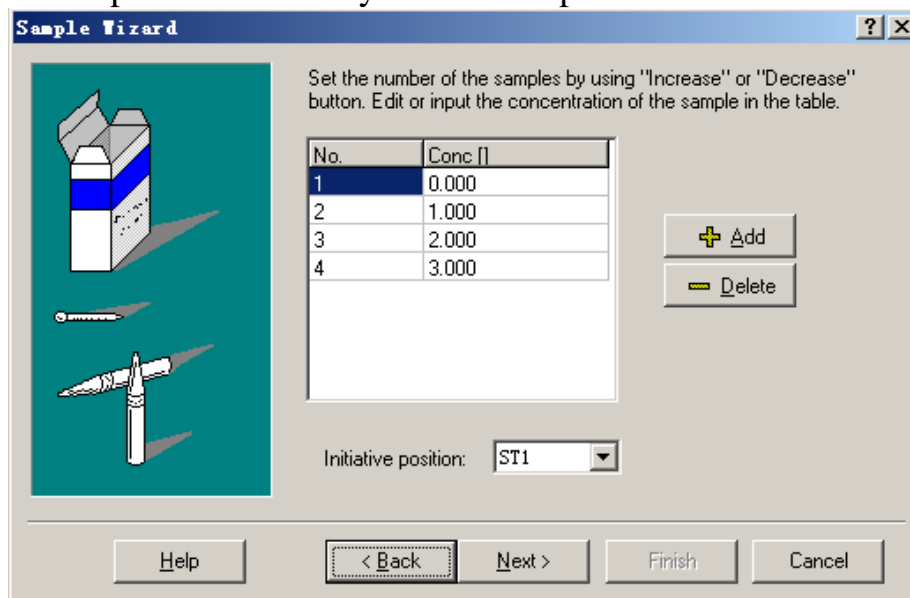 Sample Wizard
Set the number of the samples by using "Increase" or "Decrease"
button. Edit or input the concentration of the sample in the table.
No. Conc []
1 0.000
2 1.000
3 2.000
4 3.000
Add
Delete
Initiative position: ST1
Help < Back Next > Finish Cancel